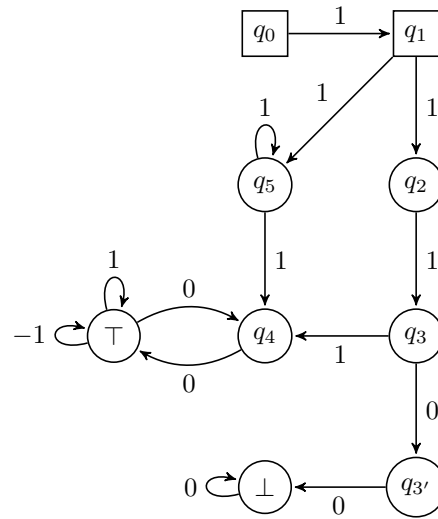 q₀ 1 q₁
1 1
1
q₅ q₂
1 1
1 0
−1 ⊤ q₄ 1 q₃
0 0
0 ⊥ 0 q₃′